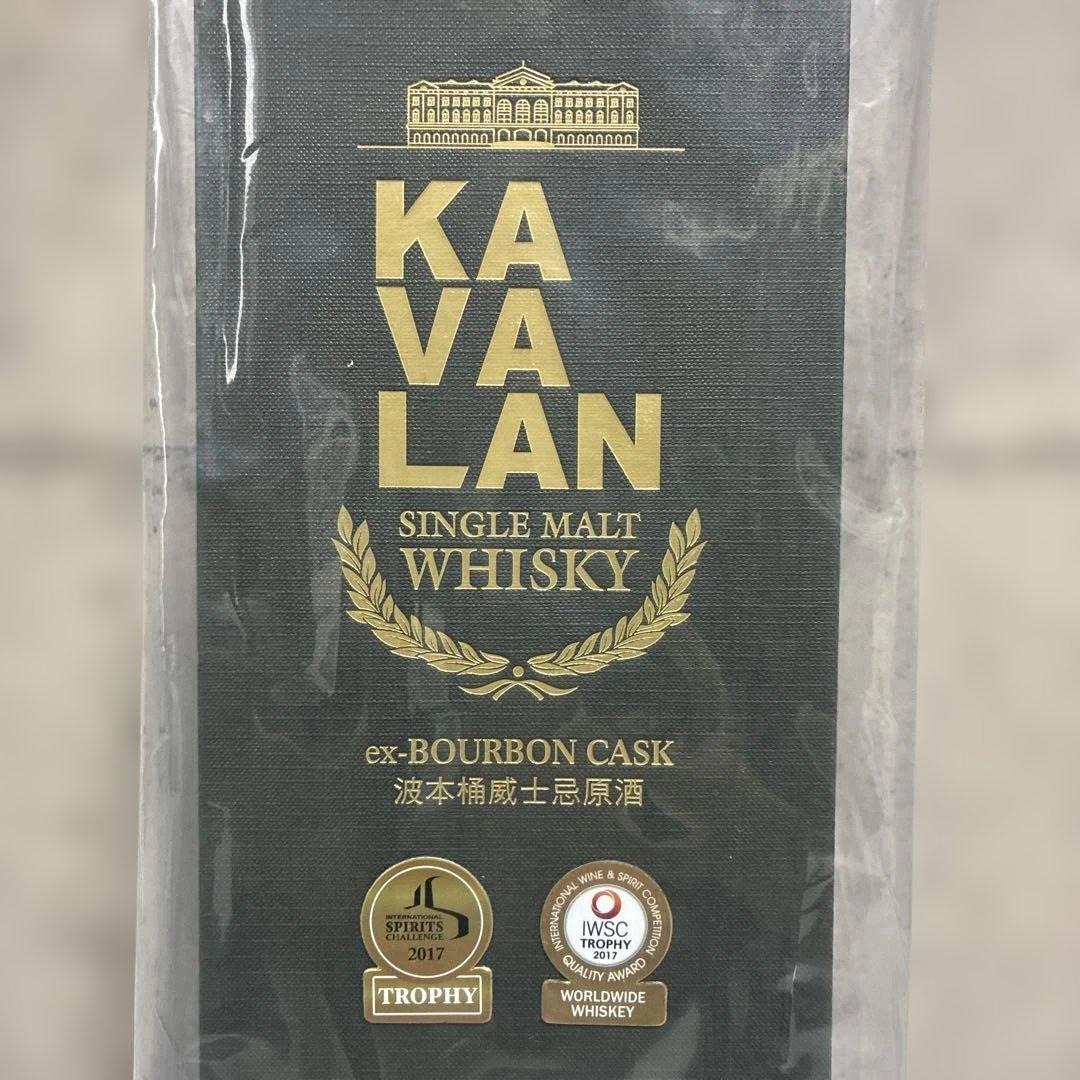 KA
VA
LAN
SINGLE MALT
WHISKY
ex-BOURBON CASK
波本桶威士忌原酒
INTERNATIONAL
SPIRITS
CHALLENGE
2017
TROPHY
INTERNATIONAL WINE & SPIRIT COMPETITION
IWSC
TROPHY
2017
QUALITY AWARD
WORLDWIDE
WHISKEY